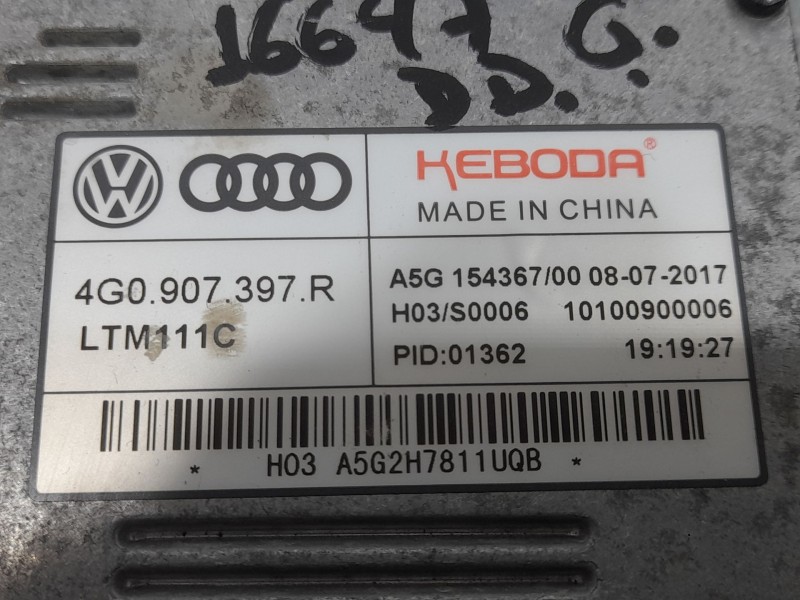 16647 G.
DD.
KEBODA®
MADE IN CHINA
4G0.907.397.R
LTM111C
A5G 154367/00 08-07-2017
H03/S0006 10100900006
PID:01362 19:19:27
* H03 A5G2H7811UQB *